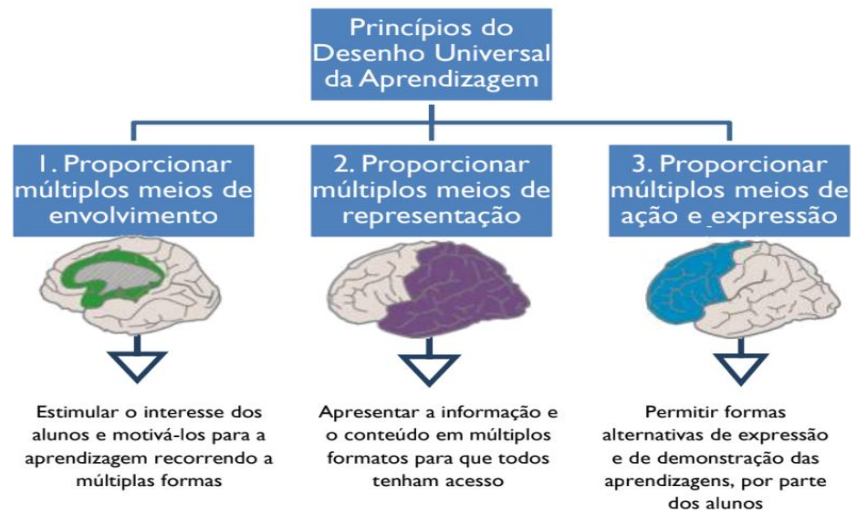 Princípios do
Desenho Universal
da Aprendizagem
1. Proporcionar
múltiplos meios de
envolvimento
2. Proporcionar
múltiplos meios de
representação
3. Proporcionar
múltiplos meios de
ação e expressão
Estimular o interesse dos
alunos e motivá-los para a
aprendizagem recorrendo a
múltiplas formas
Apresentar a informação e
o conteúdo em múltiplos
formatos para que todos
tenham acesso
Permitir formas
alternativas de expressão
e de demonstração das
aprendizagens, por parte
dos alunos